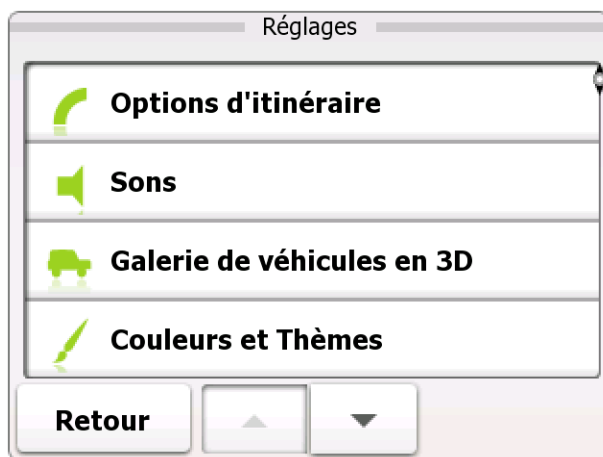 Réglages
Options d'itinéraire
Sons
Galerie de véhicules en 3D
Couleurs et Thèmes
Retour